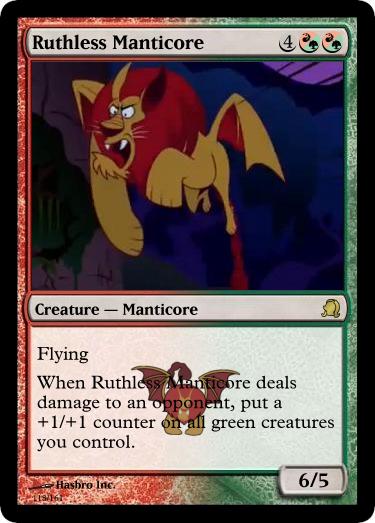 Ruthless Manticore 4
Creature — Manticore
Flying
When Ruthless Manticore deals
damage to an opponent, put a
+1/+1 counter on all green creatures
you control.
6/5
Hasbro Inc.